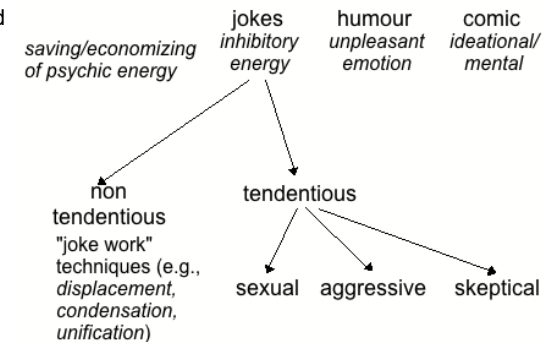 d
jokes humour comic
saving/economizing inhibitory unpleasant ideational/
of psychic energy energy emotion mental
non tendentious
tendentious
"joke work"
techniques (e.g.,
displacement, sexual aggressive skeptical
condensation,
unification)